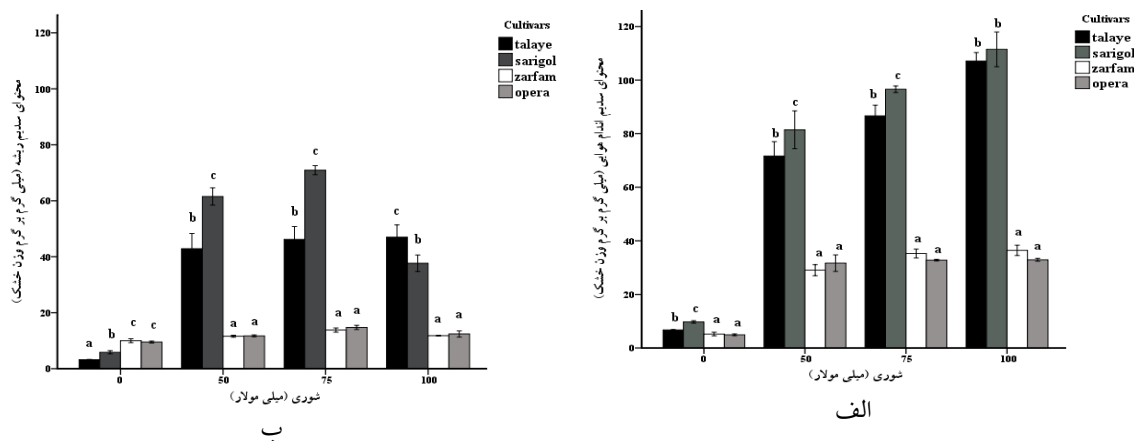 Cultivars
talaye
sarigol
zarfam
opera
محتوای سدیم اندام هوایی (میلی گرم بر گرم وزن خشک)
120
100
80
60
40
20
0
b c a a
b c a a
b c a a
b b a a
0 50 75 100
شوری (میلی مولار)
الف
Cultivars
talaye
sarigol
zarfam
opera
محتوای سدیم ریشه (میلی گرم بر گرم وزن خشک)
120
100
80
60
40
20
0
a b c c
b c a a
b c a a
c b a a
0 50 75 100
شوری (میلی مولار)
ب